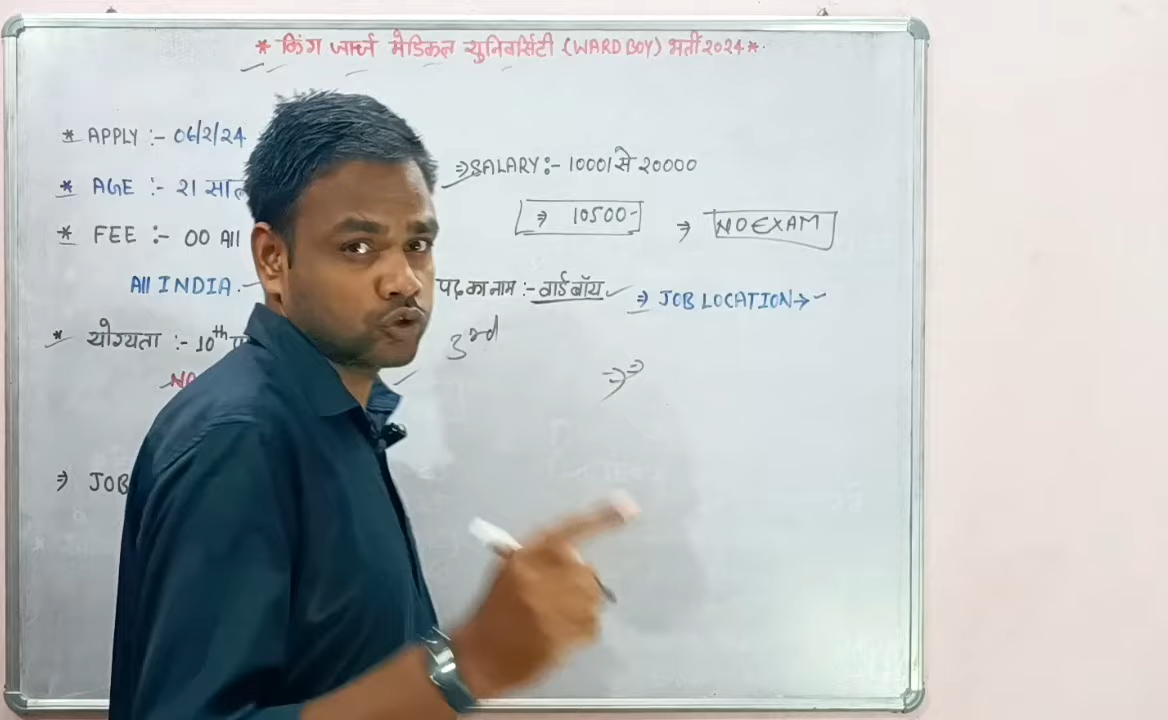 * किंग जार्ज मेडिकल युनिवर्सिटी (WARD BOY) भर्ती 2024 *
* APPLY :- 06/2/24
* AGE :- 21 साल
* FEE :- 00 All
All INDIA.-
* योग्यता :- 10th
⇒ JOB
⇒ SALARY :- 10001 से 20000
⇒ 10500-
⇒ NO EXAM
पद का नाम :- वार्ड बॉय
⇒ JOB LOCATION → -
3rd
⇒ ⇒